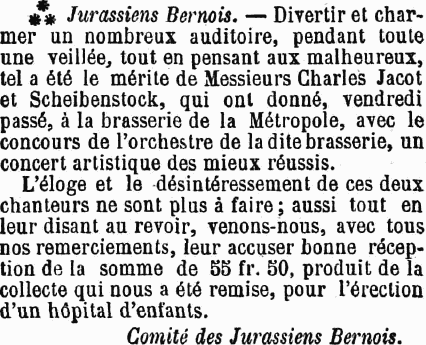 ⁂ Jurassiens Bernois. — Divertir et char-
mer un nombreux auditoire, pendant toute
une veillée, tout en pensant aux malheureux,
tel a été le mérite de Messieurs Charles Jacot
et Scheibenstock, qui ont donné, vendredi
passé, à la brasserie de la Métropole, avec le
concours de l'orchestre de la dite brasserie, un
concert artistique des mieux réussis.
L'éloge et le désintéressement de ces deux
chanteurs ne sont plus à faire; aussi tout en
leur disant au revoir, venons-nous, avec tous
nos remerciements, leur accuser bonne récep-
tion de la somme de 55 fr. 50, produit de la
collecte qui nous a été remise, pour l'érection
d'un hôpital d'enfants.
Comité des Jurassiens Bernois.